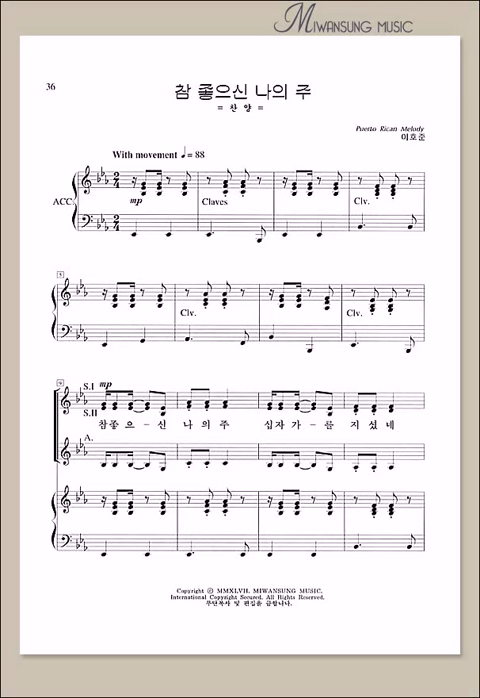 MIWANSUNG MUSIC
36
참 좋으신 나의 주
= 찬 양 =
Puerto Rican Melody
이호준
With movement ♩= 88
ACC.
mp
Claves
Clv.
5
Clv.
9
S.I
mp
S.II
참좋 으 - 신 나 의 주 십자 가 - 를 지 셨 네
A.
Copyright ⓒ MMXLVII. MIWANSUNG MUSIC.
International Copyright Secured. All Rights Reserved.
무단복사 및 편집을 금합니다.